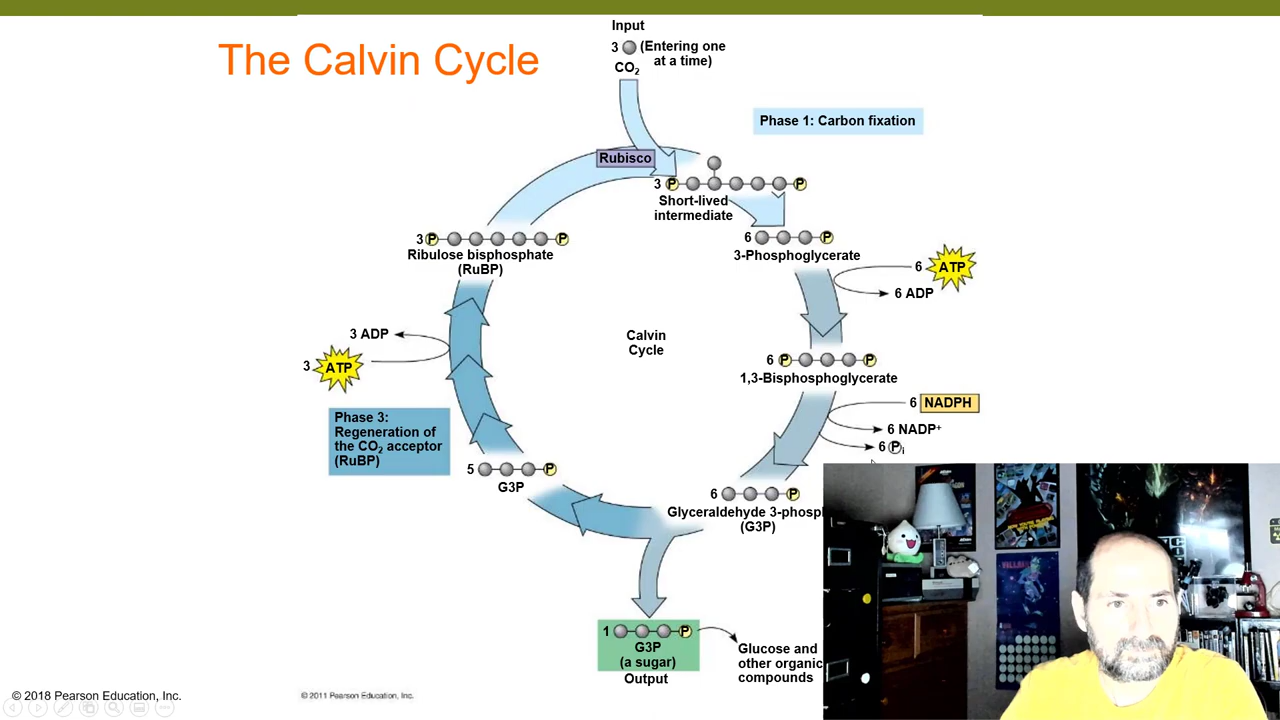 The Calvin Cycle
Input
3 (Entering one
at a time)
CO₂
Phase 1: Carbon fixation
Rubisco
3 P P
Short-lived
intermediate
3 P P
Ribulose bisphosphate
(RuBP)
6 P
3-Phosphoglycerate
6 ATP
6 ADP
3 ADP
3 ATP
Calvin
Cycle
6 P P
1,3-Bisphosphoglycerate
6 NADPH
6 NADP⁺
6 Pᵢ
Phase 3:
Regeneration of
the CO₂ acceptor
(RuBP)
5 P
G3P
6 P
Glyceraldehyde 3-phosph
(G3P)
1 P
G3P
(a sugar)
Output
Glucose and
other organic
compounds
© 2018 Pearson Education, Inc.
© 2011 Pearson Education, Inc.